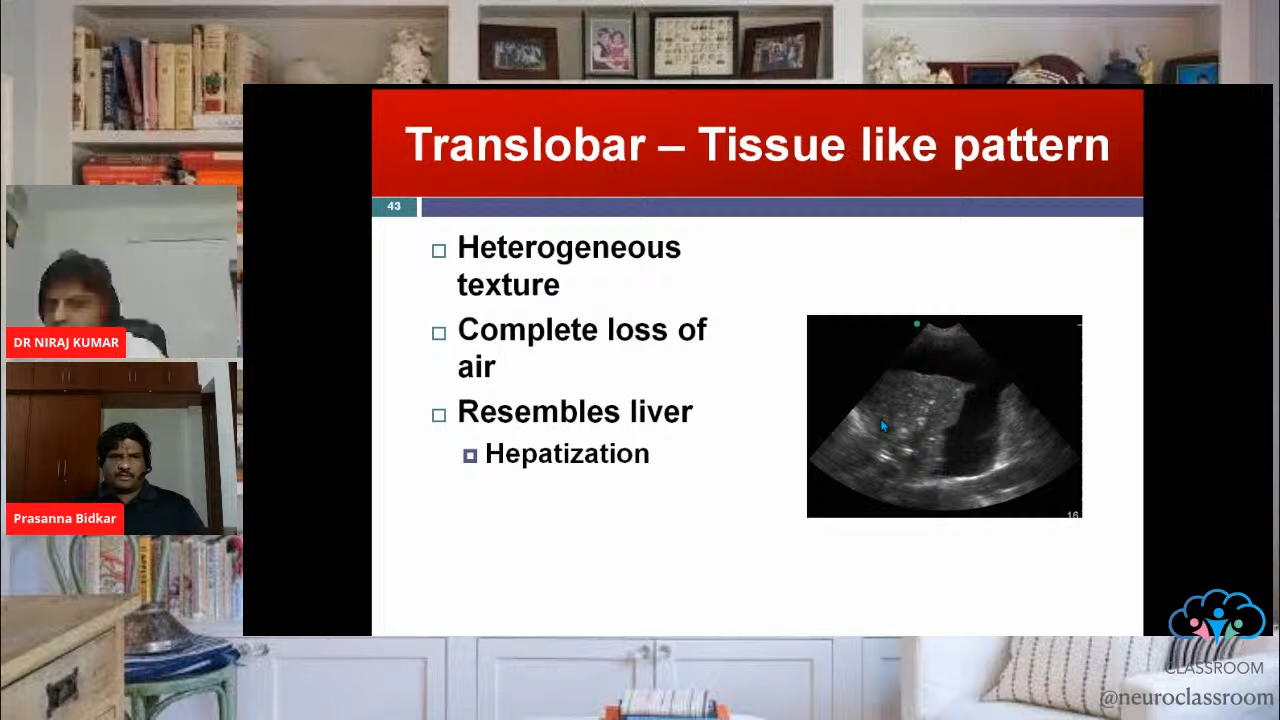 Translobar – Tissue like pattern
43
Heterogeneous
texture
Complete loss of
air
Resembles liver
Hepatization
16
DR NIRAJ KUMAR
Prasanna Bidkar
CLASSROOM
@neuroclassroom